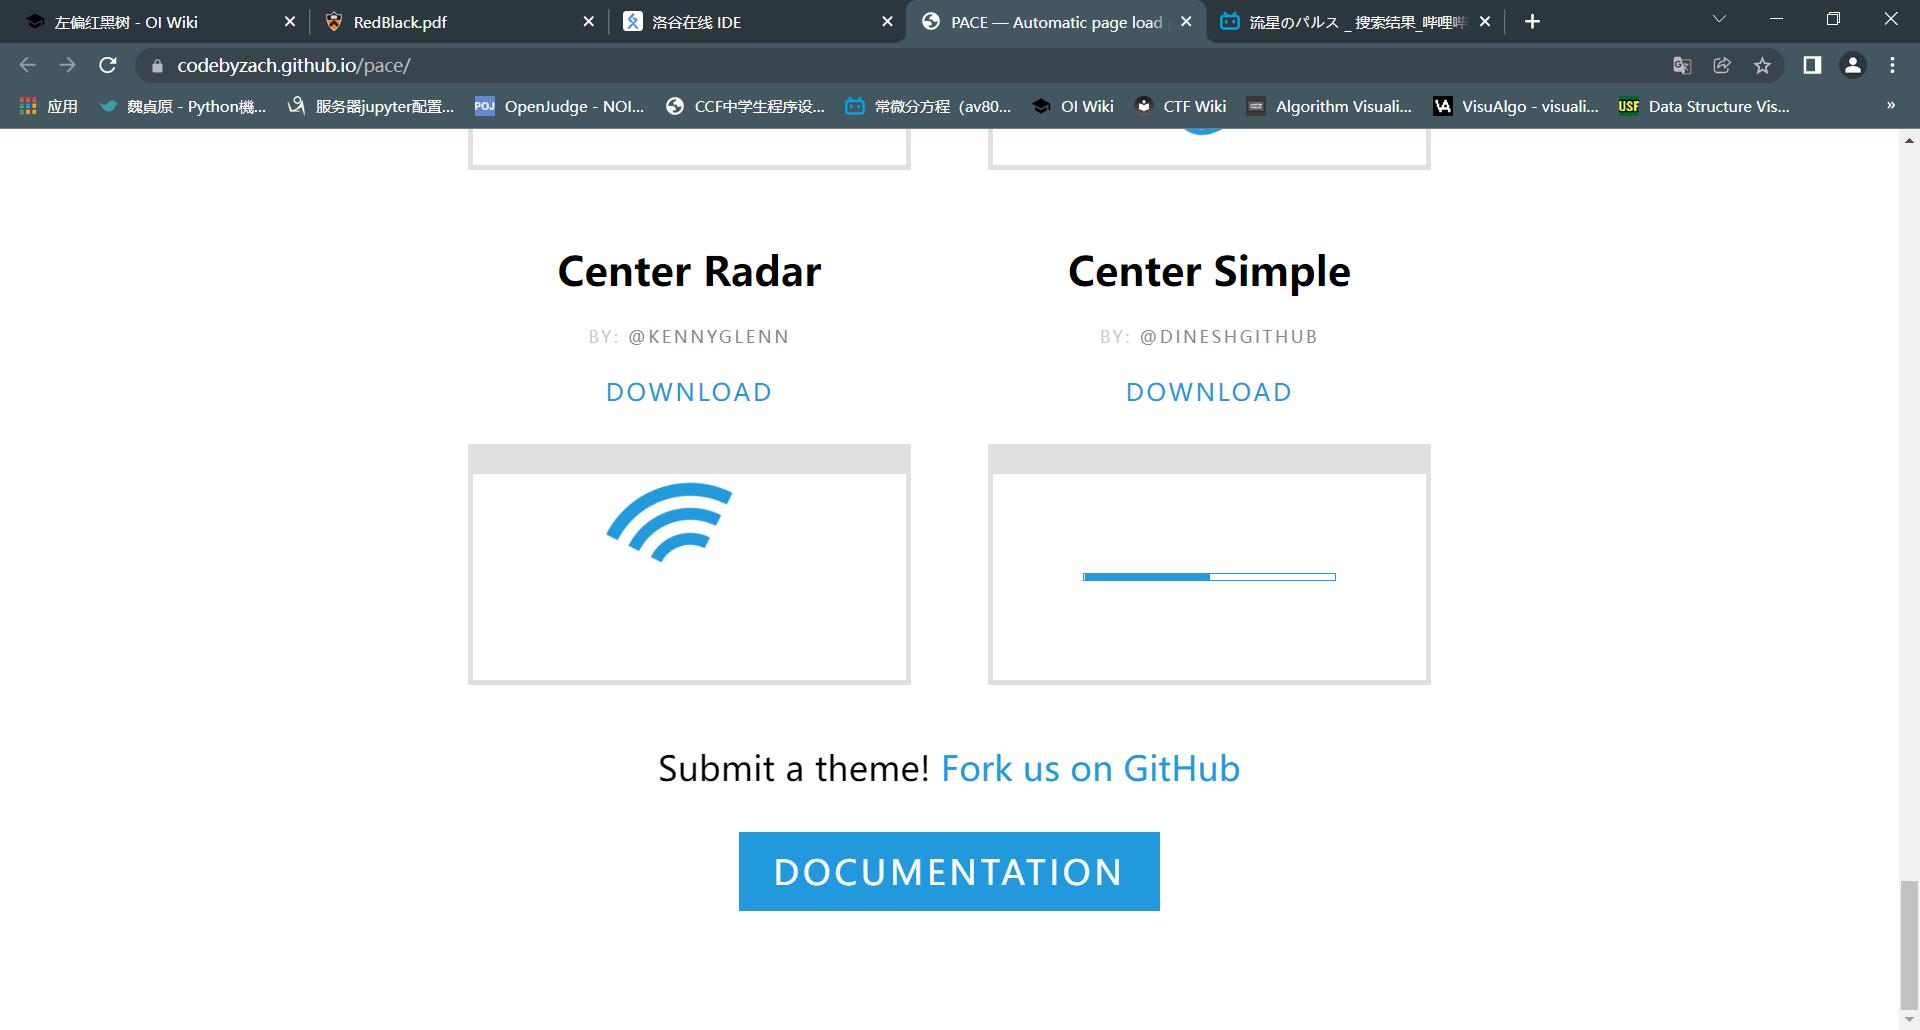 左偏红黑树 - OI Wiki
RedBlack.pdf
洛谷在线 IDE
PACE — Automatic page load
流星のパルス _ 搜索结果_哔哩哔
codebyzach.github.io/pace/
应用
魏贞原 - Python機...
服务器jupyter配置...
POJ OpenJudge - NOI...
CCF中学生程序设...
常微分方程（av80...
OI Wiki
CTF Wiki
Algorithm Visuali...
VA VisuAlgo - visuali...
USF Data Structure Vis...
»
Center Radar
BY: @KENNYGLENN
DOWNLOAD
Center Simple
BY: @DINESHGITHUB
DOWNLOAD
Submit a theme! Fork us on GitHub
DOCUMENTATION